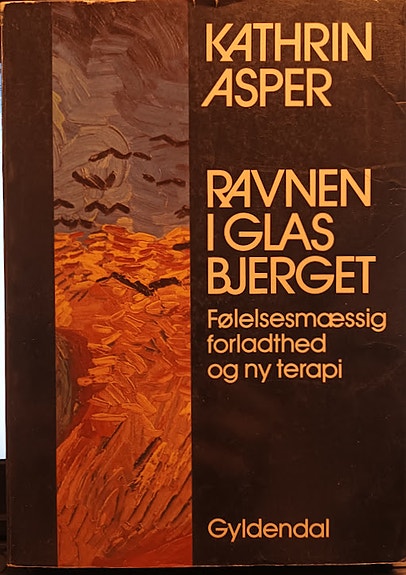 KATHRIN
ASPER
RAVNEN
I GLAS
BJERGET
Følelsesmæssig
forladthed
og ny terapi
Gyldendal